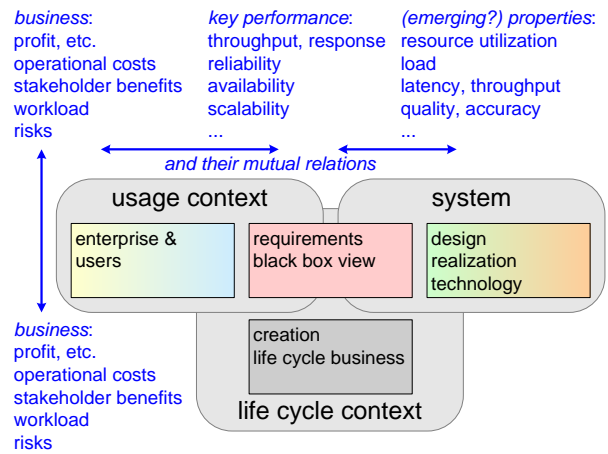 business:
profit, etc.
operational costs
stakeholder benefits
workload
risks
key performance:
throughput, response
reliability
availability
scalability
...
(emerging?) properties:
resource utilization
load
latency, throughput
quality, accuracy
...
and their mutual relations
usage context
system
enterprise &
users
requirements
black box view
design
realization
technology
business:
profit, etc.
operational costs
stakeholder benefits
workload
risks
creation
life cycle business
life cycle context